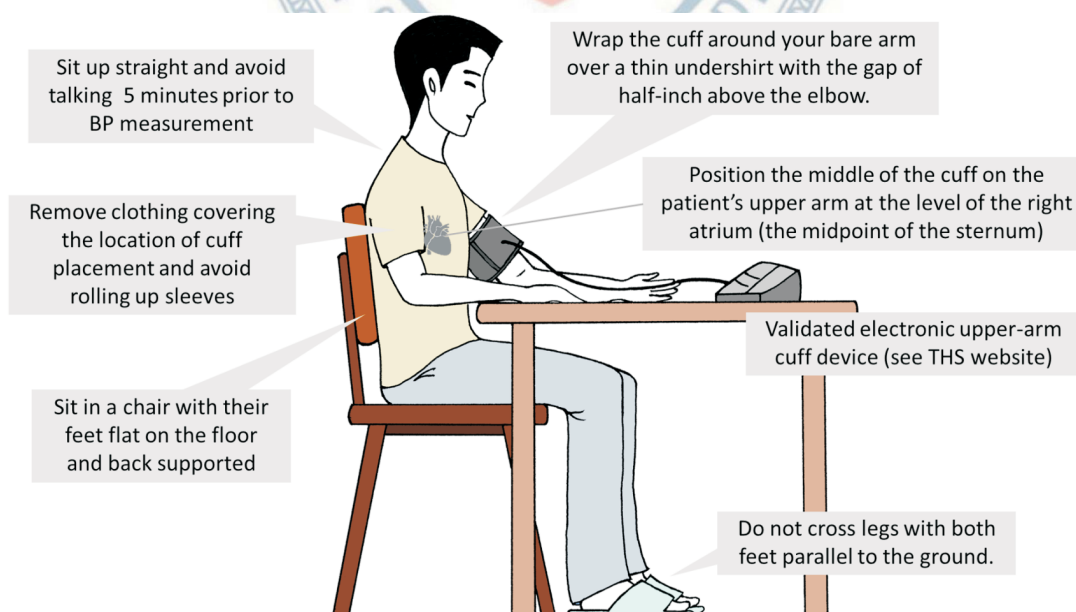 Sit up straight and avoid
talking 5 minutes prior to
BP measurement
Wrap the cuff around your bare arm
over a thin undershirt with the gap of
half-inch above the elbow.
Position the middle of the cuff on the
patient's upper arm at the level of the right
atrium (the midpoint of the sternum)
Remove clothing covering
the location of cuff
placement and avoid
rolling up sleeves
Validated electronic upper-arm
cuff device (see THS website)
Sit in a chair with their
feet flat on the floor
and back supported
Do not cross legs with both
feet parallel to the ground.